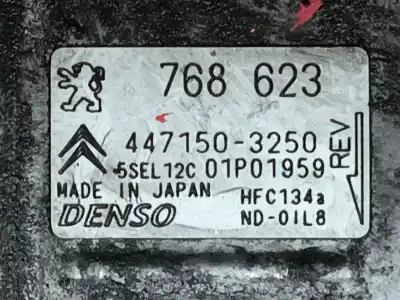 768 623
447150-3250
5SEL12C 01P01959
REV
MADE IN JAPAN HFC134a
DENSO ND-OIL8